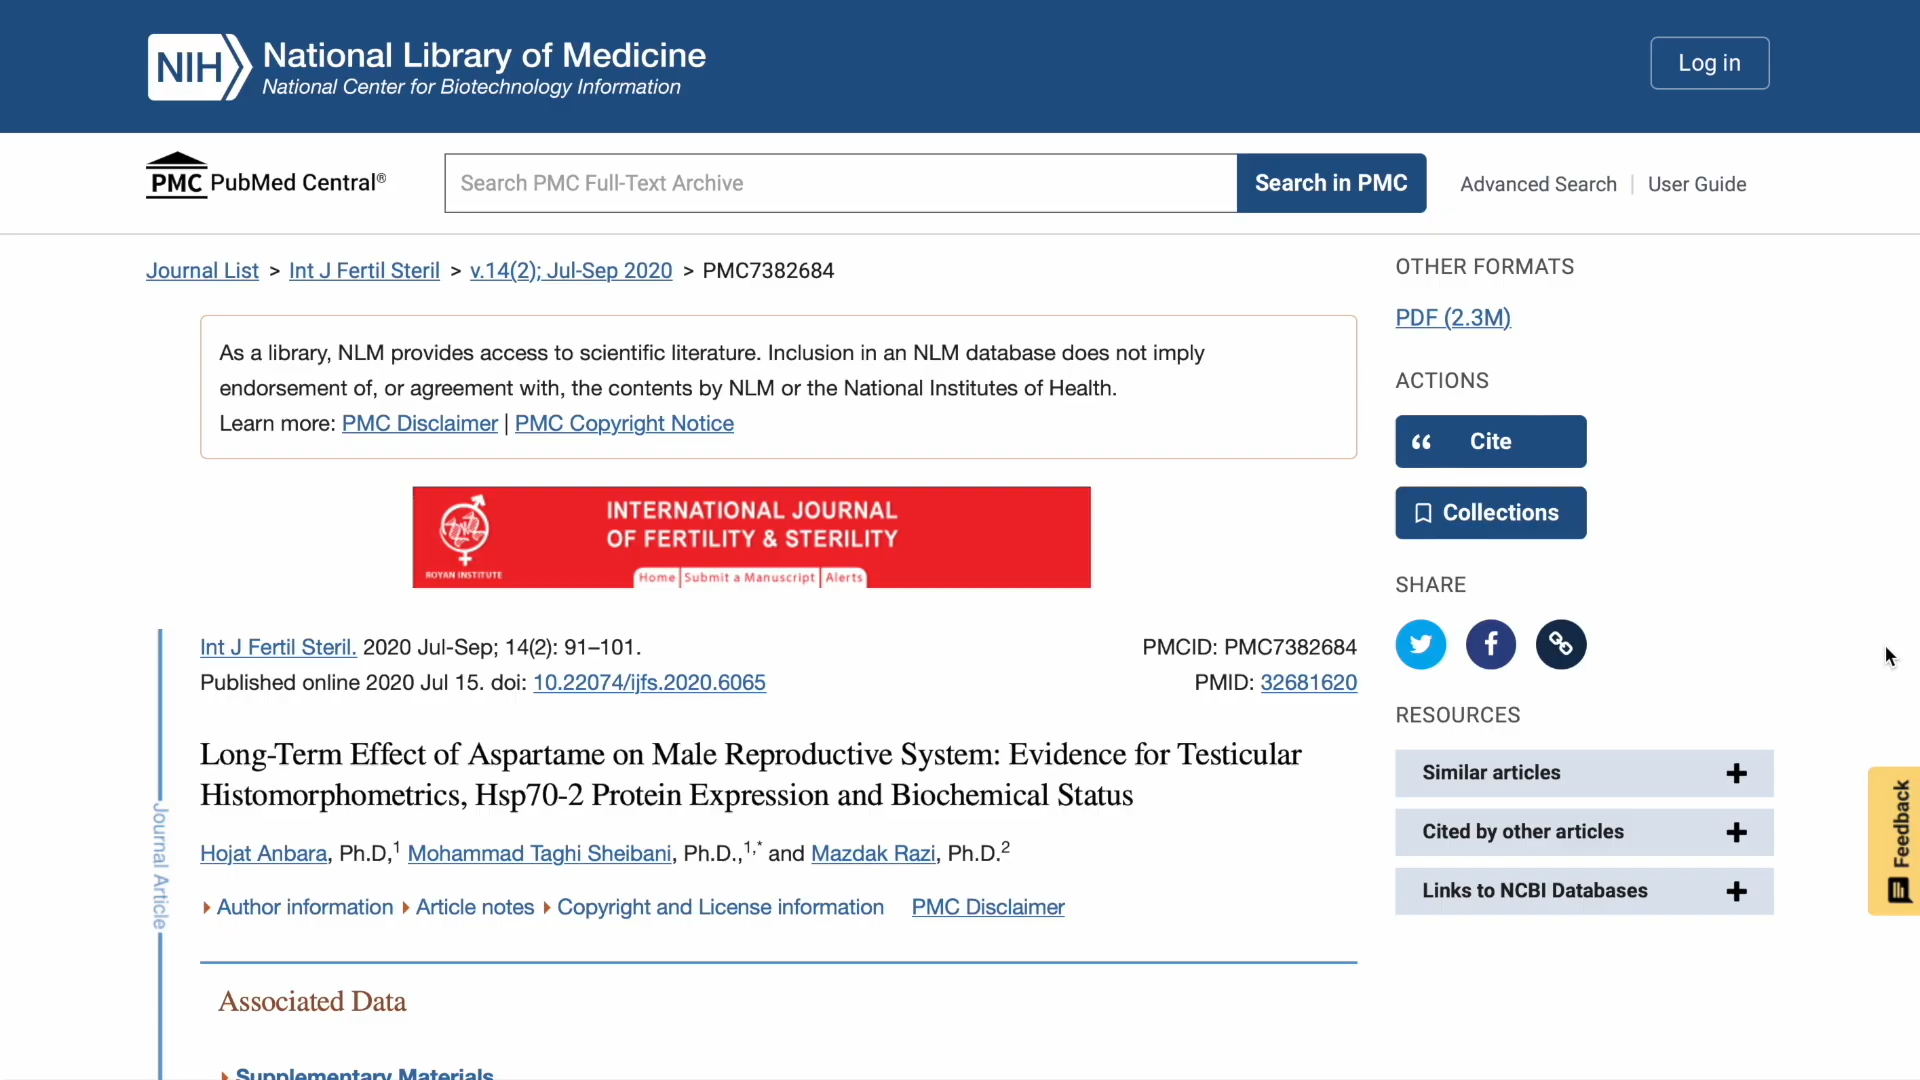 NIH National Library of Medicine
National Center for Biotechnology Information
Log in
PMC PubMed Central®
Search PMC Full-Text Archive
Search in PMC
Advanced Search | User Guide
Journal List > Int J Fertil Steril > v.14(2); Jul-Sep 2020 > PMC7382684
As a library, NLM provides access to scientific literature. Inclusion in an NLM database does not imply
endorsement of, or agreement with, the contents by NLM or the National Institutes of Health.
Learn more: PMC Disclaimer | PMC Copyright Notice
INTERNATIONAL JOURNAL
OF FERTILITY & STERILITY
ROYAN INSTITUTE
Home | Submit a Manuscript | Alerts
Int J Fertil Steril. 2020 Jul-Sep; 14(2): 91–101.
Published online 2020 Jul 15. doi: 10.22074/ijfs.2020.6065
PMCID: PMC7382684
PMID: 32681620
Long-Term Effect of Aspartame on Male Reproductive System: Evidence for Testicular
Histomorphometrics, Hsp70-2 Protein Expression and Biochemical Status
Hojat Anbara, Ph.D,1 Mohammad Taghi Sheibani, Ph.D.,1,* and Mazdak Razi, Ph.D.2
Author information Article notes Copyright and License information PMC Disclaimer
Journal Article
Associated Data
Supplementary Materials
OTHER FORMATS
PDF (2.3M)
ACTIONS
Cite
Collections
SHARE
RESOURCES
Similar articles
Cited by other articles
Links to NCBI Databases
Feedback